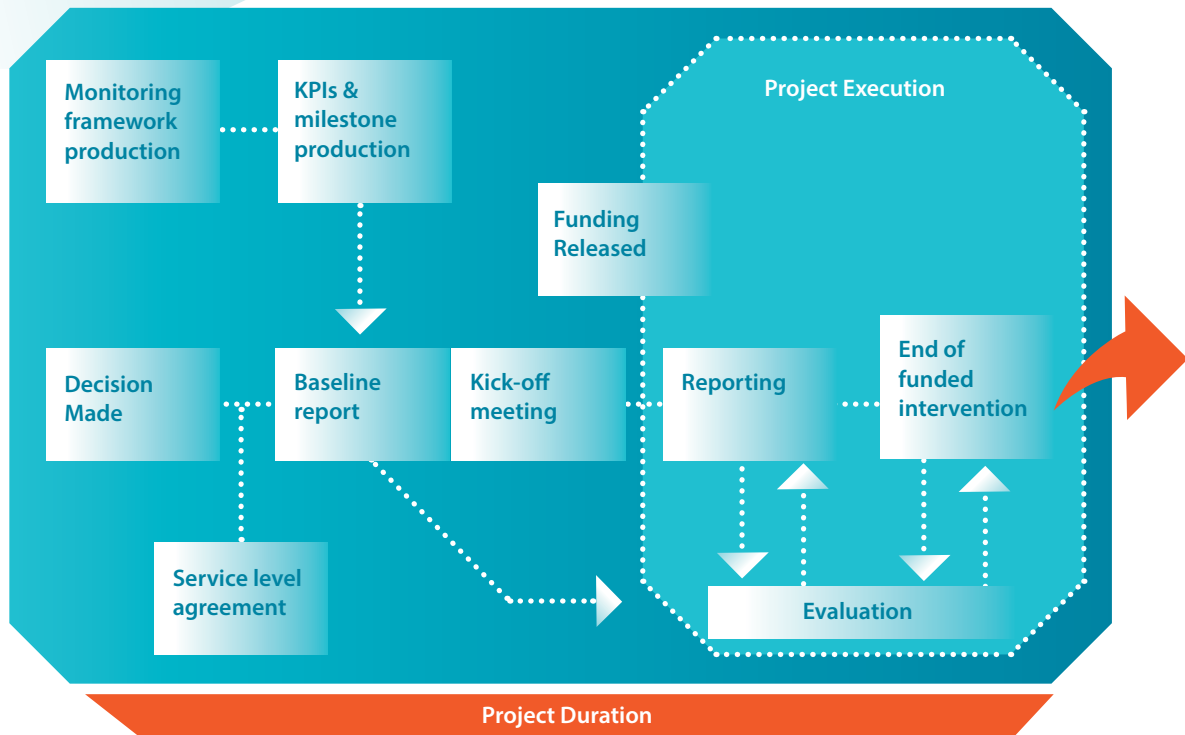 Monitoring
framework
production
KPIs &
milestone
production
Project Execution
Funding
Released
Decision
Made
Baseline
report
Kick-off
meeting
Reporting
End of
funded
intervention
Service level
agreement
Evaluation
Project Duration